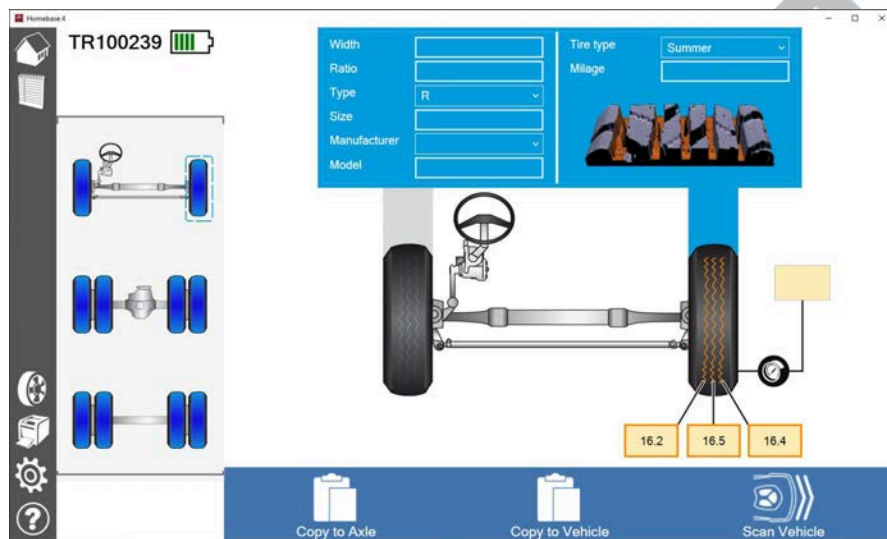 Homebase 4
TR100239
Width
Ratio
Type R
Size
Manufacturer
Model
Tire type Summer
Milage
16.2 16.5 16.4
Copy to Axle Copy to Vehicle Scan Vehicle